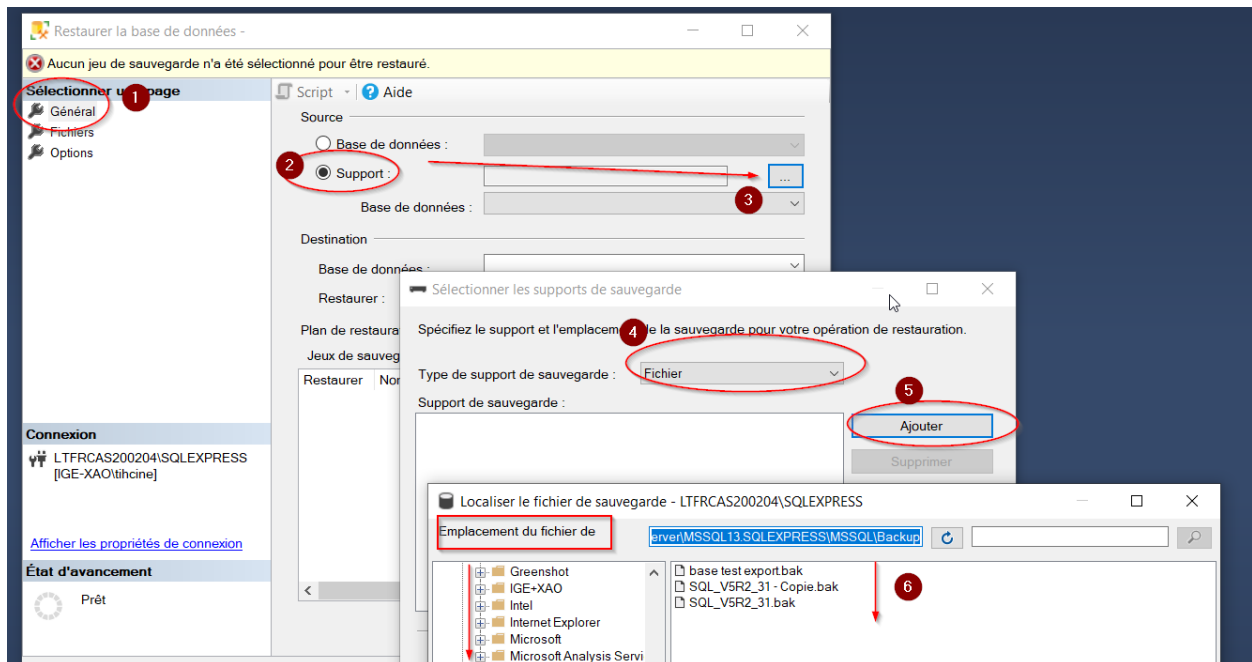 Restaurer la base de données -
Aucun jeu de sauvegarde n'a été sélectionné pour être restauré.
Sélectionner page
1
Général
Fichiers
Options
Script
Aide
Source
Base de données :
2
Support :
...
3
Base de données :
Destination
Base de données :
Restaurer :
Plan de restaura
Jeux de sauveg
Restaurer Nor
Connexion
LTFRCAS200204\SQLEXPRESS
[IGE-XAO\tihcine]
Afficher les propriétés de connexion
État d'avancement
Prêt
Sélectionner les supports de sauvegarde
Spécifiez le support et l'emplacem e la sauvegarde pour votre opération de restauration.
4
Type de support de sauvegarde :
Fichier
5
Support de sauvegarde :
Ajouter
Supprimer
Localiser le fichier de sauvegarde - LTFRCAS200204\SQLEXPRESS
Emplacement du fichier de
erver\MSSQL13.SQLEXPRESS\MSSQL\Backup
Greenshot
IGE+XAO
Intel
Internet Explorer
Microsoft
Microsoft Analysis Servi
base test export.bak
SQL_V5R2_31 - Copie.bak
SQL_V5R2_31.bak
6